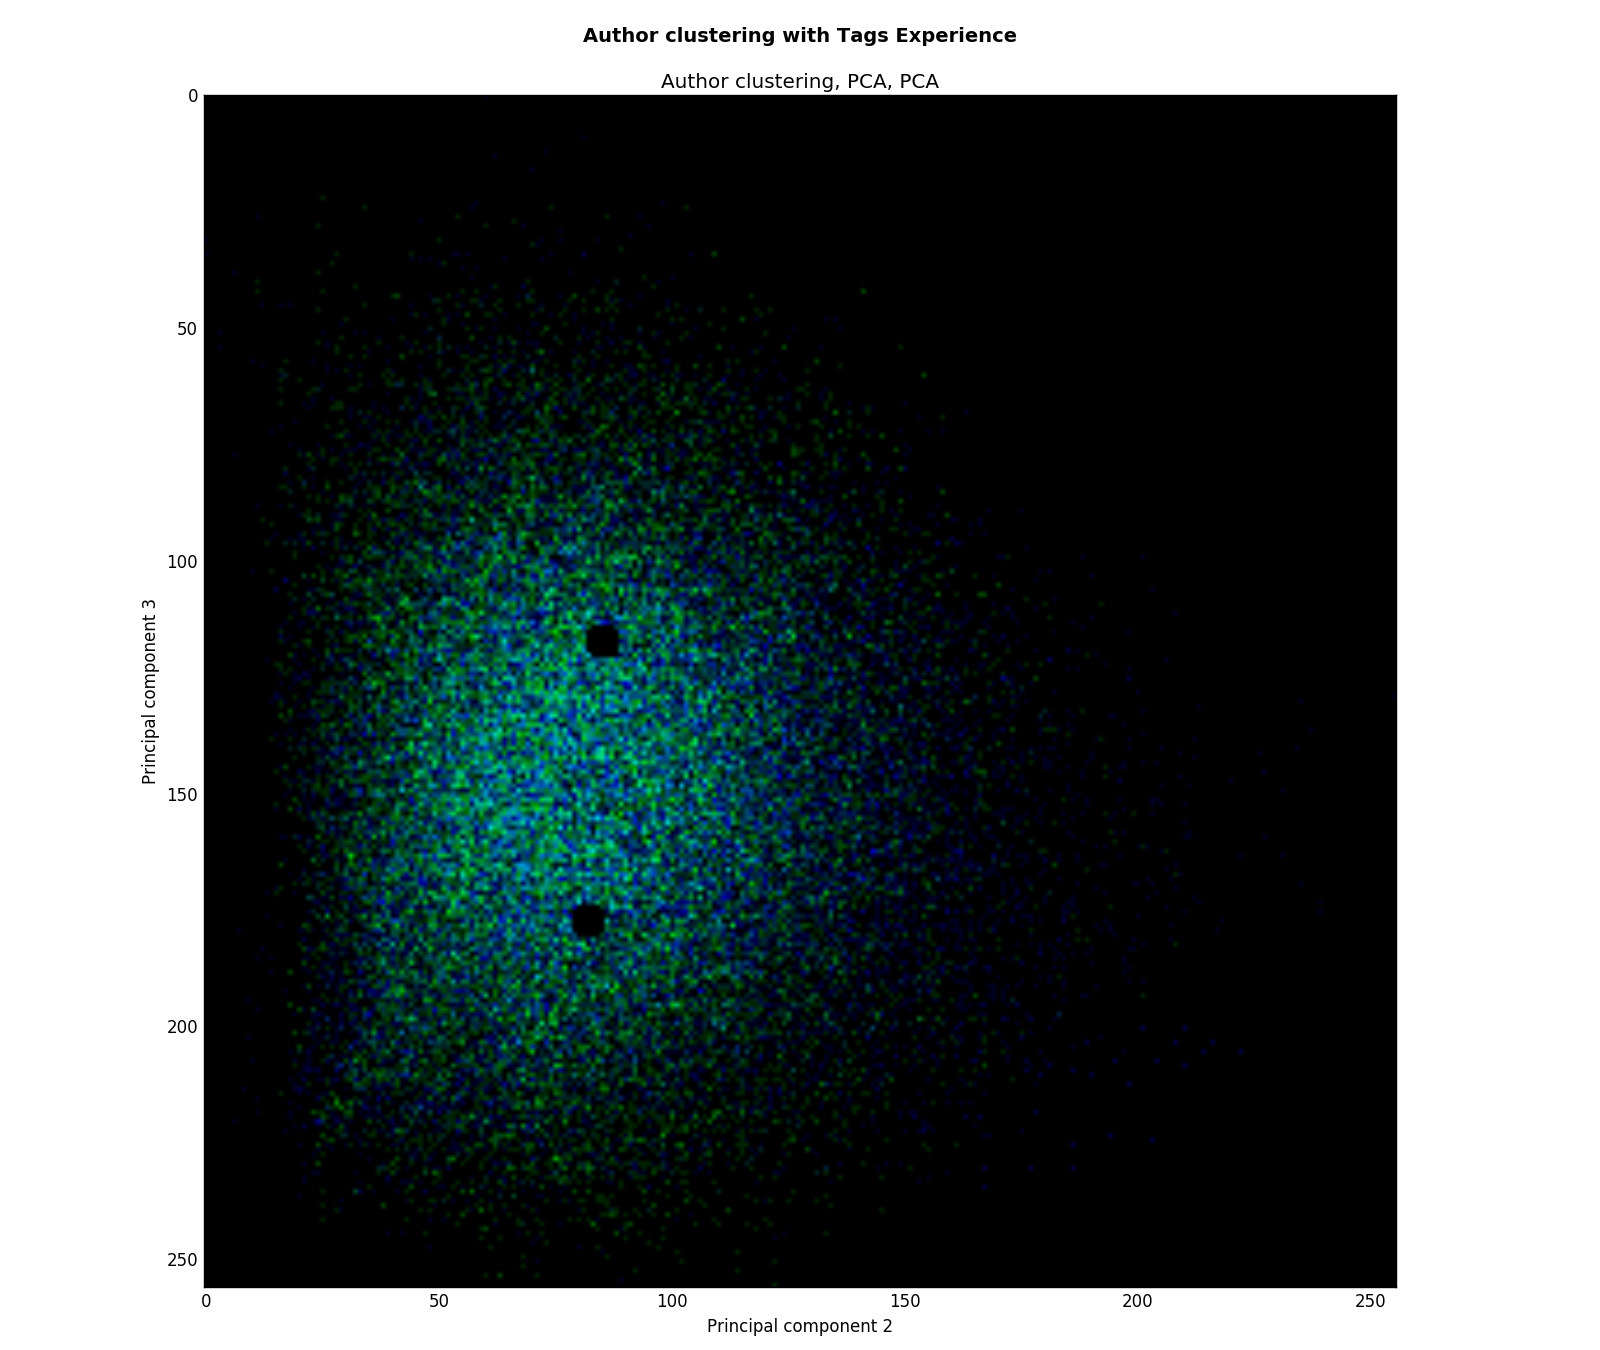 Author clustering with Tags Experience
Author clustering, PCA, PCA
0
50
100
150
200
250
Principal component 3
0 50 100 150 200 250
Principal component 2